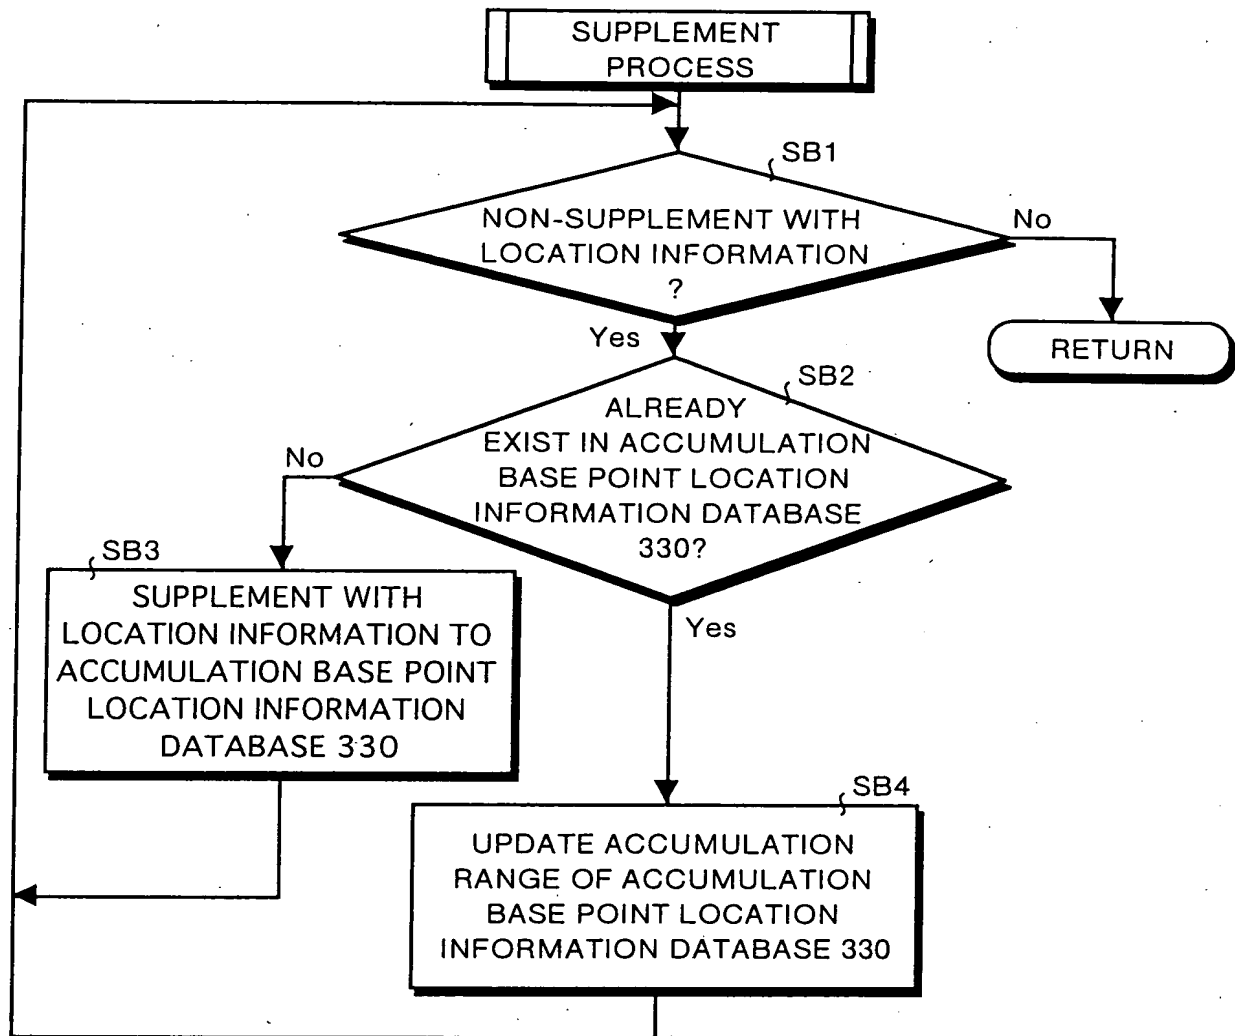 SUPPLEMENT
PROCESS
SB1
NON-SUPPLEMENT WITH
LOCATION INFORMATION
?
No
RETURN
Yes
SB2
ALREADY
EXIST IN ACCUMULATION
BASE POINT LOCATION
INFORMATION DATABASE
330?
No
SB3
SUPPLEMENT WITH
LOCATION INFORMATION TO
ACCUMULATION BASE POINT
LOCATION INFORMATION
DATABASE 330
Yes
SB4
UPDATE ACCUMULATION
RANGE OF ACCUMULATION
BASE POINT LOCATION
INFORMATION DATABASE 330